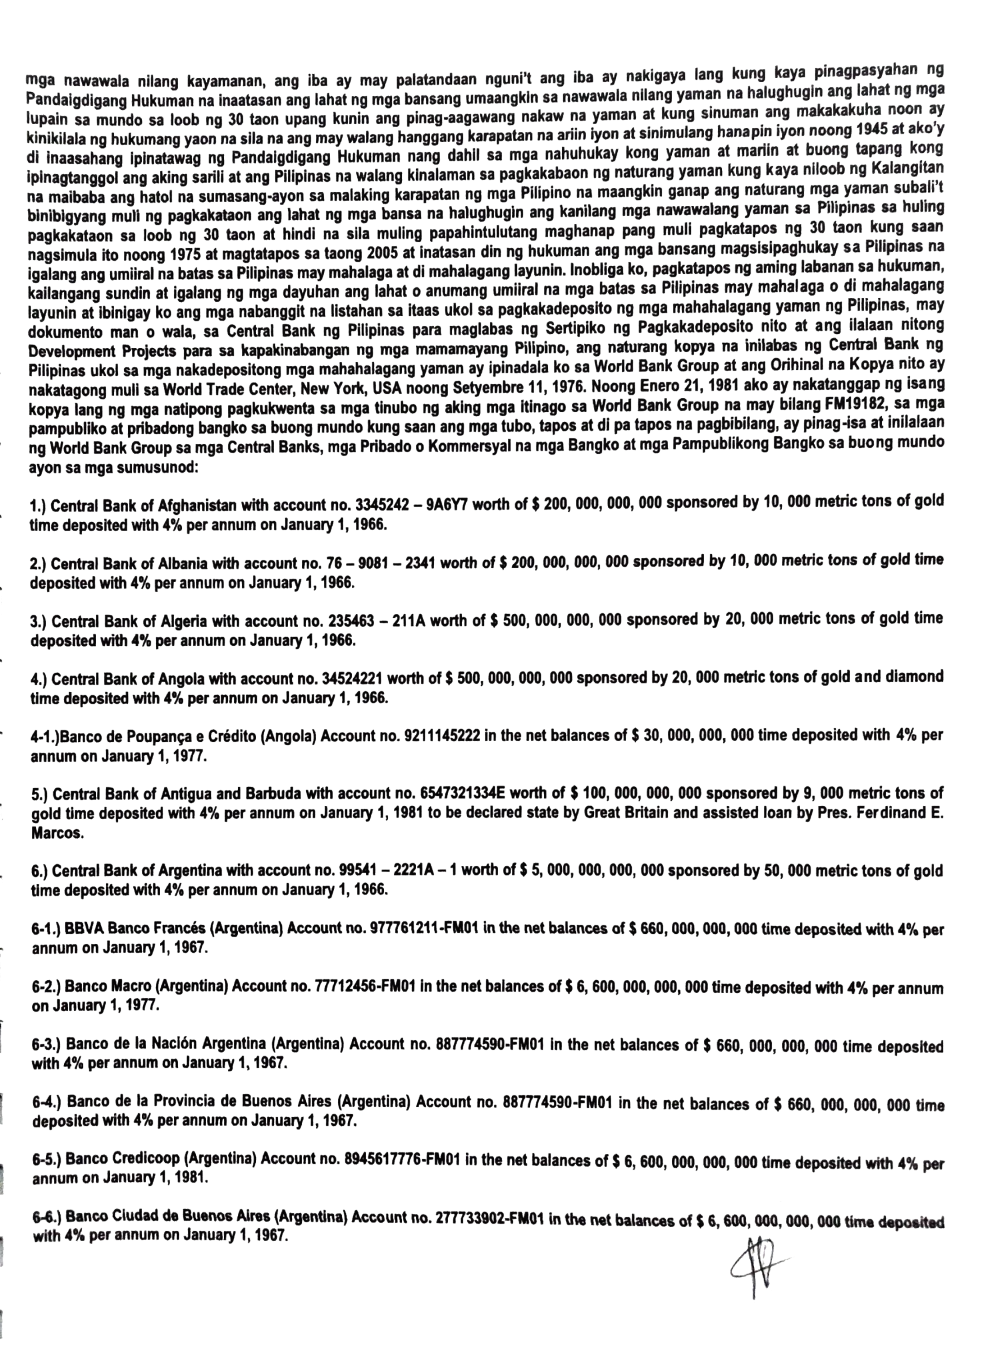 mga nawawala nilang kayamanan, ang iba ay may palatandaan nguni't ang iba ay nakigaya lang kung kaya pinagpasyahan ng
Pandaigdigang Hukuman na inaatasan ang lahat ng mga bansang umaangkin sa nawawala nilang yaman na halughugin ang lahat ng mga
lupain sa mundo sa loob ng 30 taon upang kunin ang pinag-aagawang nakaw na yaman at kung sinuman ang makakakuha noon ay
kinikilala ng hukumang yaon na sila na ang may walang hanggang karapatan na ariin iyon at sinimulang hanapin iyon noong 1945 at ako'y
di inaasahang ipinatawag ng Pandaigdigang Hukuman nang dahil sa mga nahuhukay kong yaman at mariin at buong tapang kong
ipinagtanggol ang aking sarili at ang Pilipinas na walang kinalaman sa pagkakabaon ng naturang yaman kung kaya niloob ng Kalangitan
na maibaba ang hatol na sumasang-ayon sa malaking karapatan ng mga Pilipino na maangkin ganap ang naturang mga yaman subali't
binibigyang muli ng pagkakataon ang lahat ng mga bansa na halughugin ang kanilang mga nawawalang yaman sa Pilipinas sa huling
pagkakataon sa loob ng 30 taon at hindi na sila muling papahintulutang maghanap pang muli pagkatapos ng 30 taon kung saan
nagsimula ito noong 1975 at magtatapos sa taong 2005 at inatasan din ng hukuman ang mga bansang magsisipaghukay sa Pilipinas na
igalang ang umiiral na batas sa Pilipinas may mahalaga at di mahalagang layunin. Inobliga ko, pagkatapos ng aming labanan sa hukuman,
kailangang sundin at igalang ng mga dayuhan ang lahat o anumang umiiral na mga batas sa Pilipinas may mahalaga o di mahalagang
layunin at ibinigay ko ang mga nabanggit na listahan sa itaas ukol sa pagkakadeposito ng mga mahahalagang yaman ng Pilipinas, may
dokumento man o wala, sa Central Bank ng Pilipinas para maglabas ng Sertipiko ng Pagkakadeposito nito at ang ilalaan nitong
Development Projects para sa kapakinabangan ng mga mamamayang Pilipino, ang naturang kopya na inilabas ng Central Bank ng
Pilipinas ukol sa mga nakadepositong mga mahahalagang yaman ay ipinadala ko sa World Bank Group at ang Orihinal na Kopya nito ay
nakatagong muli sa World Trade Center, New York, USA noong Setyembre 11, 1976. Noong Enero 21, 1981 ako ay nakatanggap ng isang
kopya lang ng mga natipong pagkukwenta sa mga tinubo ng aking mga itinago sa World Bank Group na may bilang FM19182, sa mga
pampubliko at pribadong bangko sa buong mundo kung saan ang mga tubo, tapos at di pa tapos na pagbibilang, ay pinag-isa at inilalaan
ng World Bank Group sa mga Central Banks, mga Pribado o Kommersyal na mga Bangko at mga Pampublikong Bangko sa buong mundo
ayon sa mga sumusunod:
1.) Central Bank of Afghanistan with account no. 3345242 – 9A6Y7 worth of $ 200, 000, 000, 000 sponsored by 10, 000 metric tons of gold
time deposited with 4% per annum on January 1, 1966.
2.) Central Bank of Albania with account no. 76 – 9081 – 2341 worth of $ 200, 000, 000, 000 sponsored by 10, 000 metric tons of gold time
deposited with 4% per annum on January 1, 1966.
3.) Central Bank of Algeria with account no. 235463 – 211A worth of $ 500, 000, 000, 000 sponsored by 20, 000 metric tons of gold time
deposited with 4% per annum on January 1, 1966.
4.) Central Bank of Angola with account no. 34524221 worth of $ 500, 000, 000, 000 sponsored by 20, 000 metric tons of gold and diamond
time deposited with 4% per annum on January 1, 1966.
4-1.)Banco de Poupança e Crédito (Angola) Account no. 9211145222 in the net balances of $ 30, 000, 000, 000 time deposited with 4% per
annum on January 1, 1977.
5.) Central Bank of Antigua and Barbuda with account no. 6547321334E worth of $ 100, 000, 000, 000 sponsored by 9, 000 metric tons of
gold time deposited with 4% per annum on January 1, 1981 to be declared state by Great Britain and assisted loan by Pres. Ferdinand E.
Marcos.
6.) Central Bank of Argentina with account no. 99541 – 2221A – 1 worth of $ 5, 000, 000, 000, 000 sponsored by 50, 000 metric tons of gold
time deposited with 4% per annum on January 1, 1966.
6-1.) BBVA Banco Francés (Argentina) Account no. 977761211-FM01 in the net balances of $ 660, 000, 000, 000 time deposited with 4% per
annum on January 1, 1967.
6-2.) Banco Macro (Argentina) Account no. 77712456-FM01 in the net balances of $ 6, 600, 000, 000, 000 time deposited with 4% per annum
on January 1, 1977.
6-3.) Banco de la Nación Argentina (Argentina) Account no. 887774590-FM01 in the net balances of $ 660, 000, 000, 000 time deposited
with 4% per annum on January 1, 1967.
6-4.) Banco de la Provincia de Buenos Aires (Argentina) Account no. 887774590-FM01 in the net balances of $ 660, 000, 000, 000 time
deposited with 4% per annum on January 1, 1967.
6-5.) Banco Credicoop (Argentina) Account no. 8945617776-FM01 in the net balances of $ 6, 600, 000, 000, 000 time deposited with 4% per
annum on January 1, 1981.
6-6.) Banco Ciudad de Buenos Aires (Argentina) Account no. 277733902-FM01 in the net balances of $ 6, 600, 000, 000, 000 time deposited
with 4% per annum on January 1, 1967.